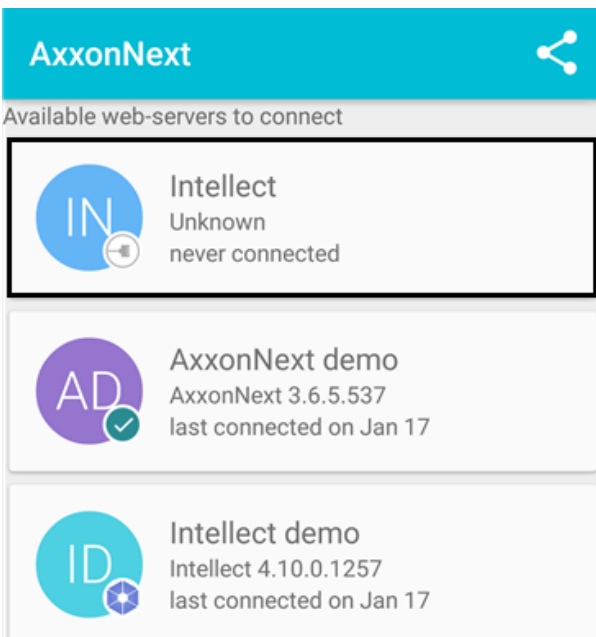 AxxonNext
Available web-servers to connect
IN
Intellect
Unknown
never connected
AD
AxxonNext demo
AxxonNext 3.6.5.537
last connected on Jan 17
ID
Intellect demo
Intellect 4.10.0.1257
last connected on Jan 17